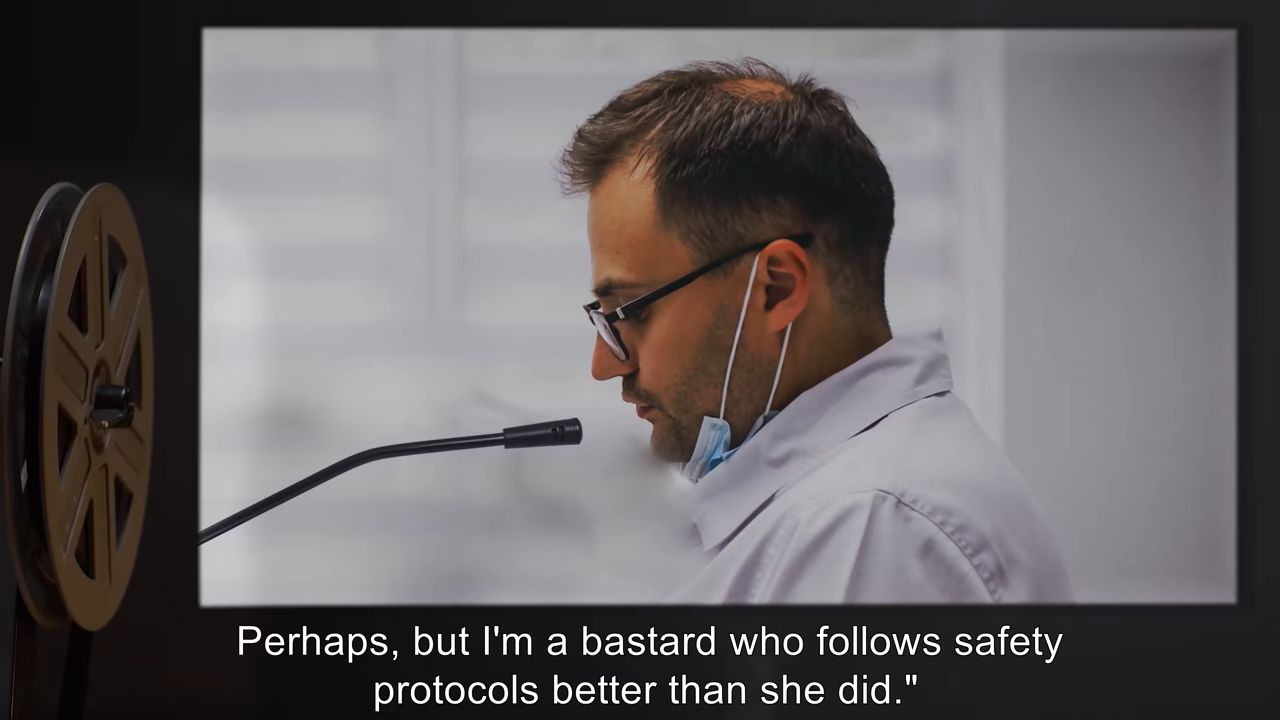 Perhaps, but I'm a bastard who follows safety
protocols better than she did."